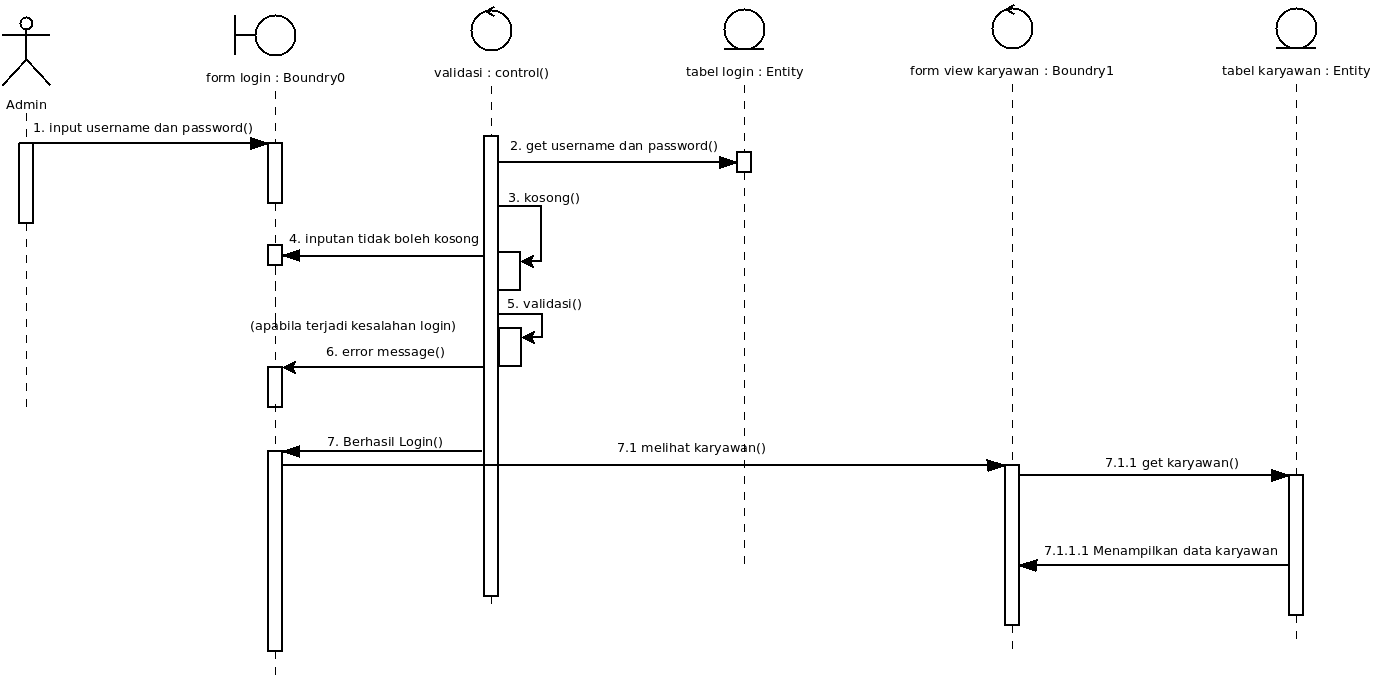 form view karyawan : Boundry1
tabel karyawan : Entity
validasi : control()
tabel login : Entity
form login : Boundry0
Admin
1. input username dan password()
2. get username dan password()
3. kosong()
4. inputan tidak boleh kosong
5. validasi()
(apabila terjadi kesalahan login)
6. error message()
7. Berhasil Login()
7.1 melihat karyawan()
7.1.1 get karyawan()
7.1.1.1 Menampilkan data karyawan